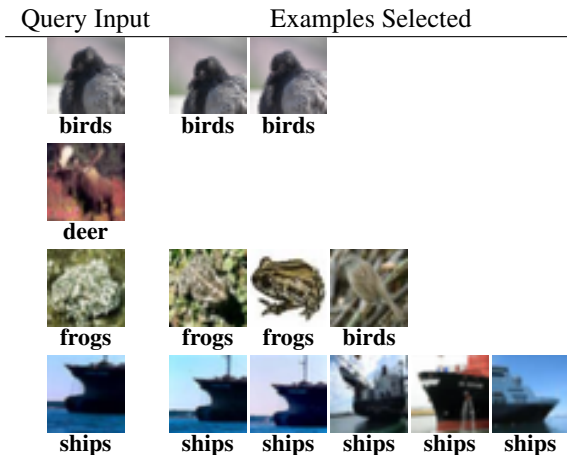 Query Input Examples Selected
birds birds birds
deer
frogs frogs frogs birds
ships ships ships ships ships ships